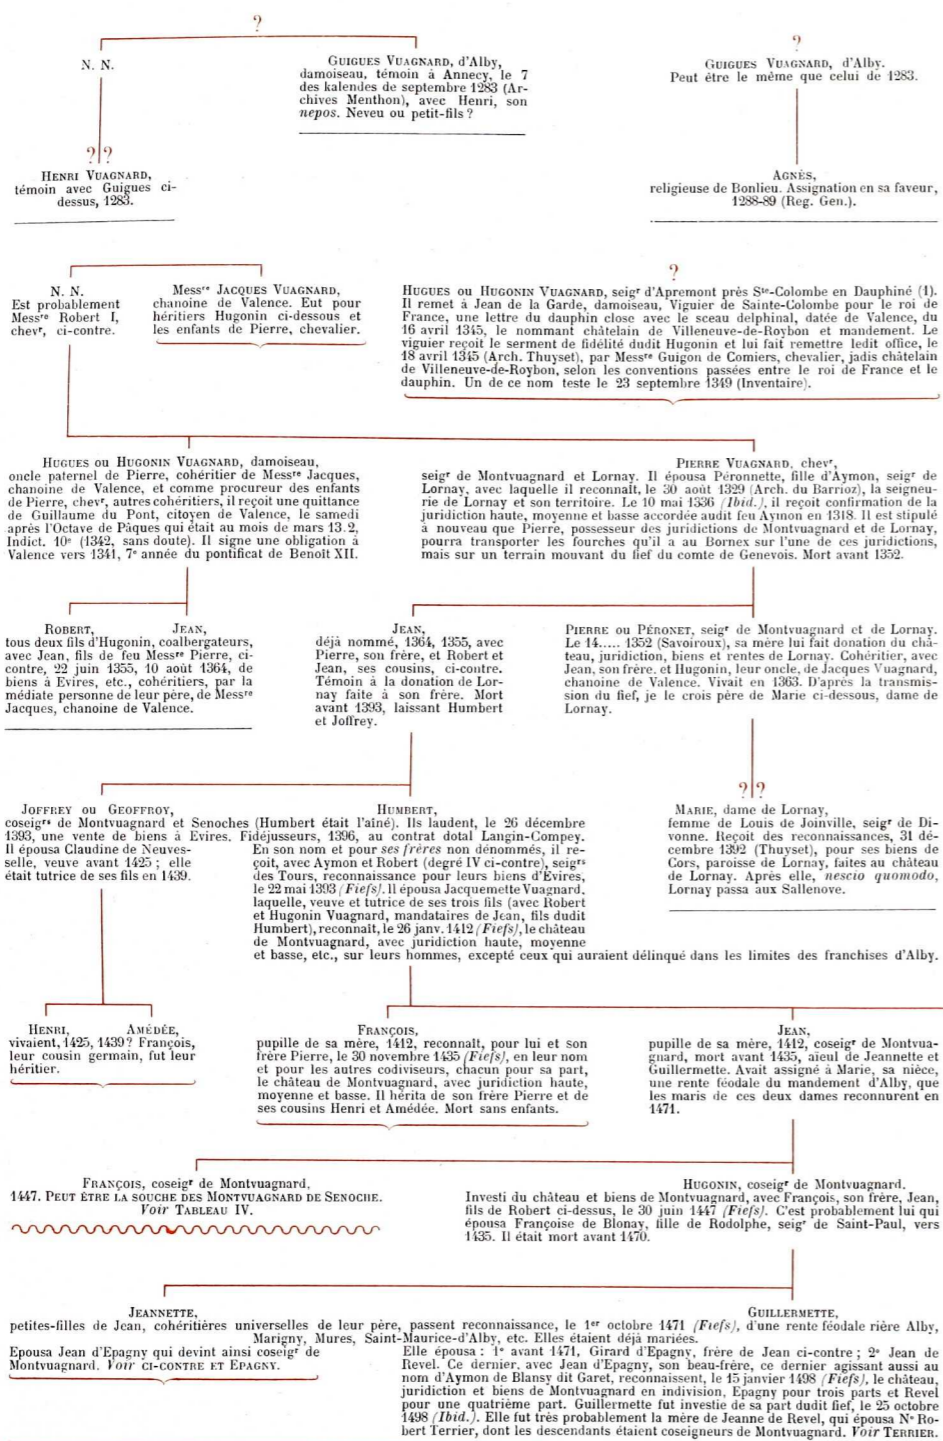 ?
N. N.
GUIGUES VUAGNARD, d'Alby,
damoiseau, témoin à Annecy, le 7
des kalendes de septembre 1283 (Ar-
chives Menthon), avec Henri, son
nepos. Neveu ou petit-fils ?
?
GUIGUES VUAGNARD, d'Alby.
Peut être le même que celui de 1283.
? ?
HENRI VUAGNARD,
témoin avec Guigues ci-
dessus, 1283.
AGNÈS,
religieuse de Bonlieu. Assignation en sa faveur,
1288-89 (Reg. Gen.).
N. N.
Est probablement
Messre Robert I,
chevr, ci-contre.
Messre JACQUES VUAGNARD,
chanoine de Valence. Eut pour
héritiers Hugonin ci-dessous et
les enfants de Pierre, chevalier.
?
HUGUES OU HUGONIN VUAGNARD, seigr d'Apremont près Ste-Colombe en Dauphiné (1).
Il remet à Jean de la Garde, damoiseau, Viguier de Sainte-Colombe pour le roi de
France, une lettre du dauphin close avec le sceau delphinal, datée de Valence, du
16 avril 1345, le nommant châtelain de Villeneuve-de-Roybon et mandement. Le
viguier reçoit le serment de fidélité dudit Hugonin et lui fait remettre ledit office, le
18 avril 1345 (Arch. Thuyset), par Messre Guigon de Comiers, chevalier, jadis châtelain
de Villeneuve-de-Roybon, selon les conventions passées entre le roi de France et le
dauphin. Un de ce nom teste le 23 septembre 1349 (Inventaire).
HUGUES OU HUGONIN VUAGNARD, damoiseau,
oncle paternel de Pierre, cohéritier de Messre Jacques,
chanoine de Valence, et comme procureur des enfants
de Pierre, chevr, autres cohéritiers, il reçoit une quittance
de Guillaume du Pont, citoyen de Valence, le samedi
après l'Octave de Pâques qui était au mois de mars 13.2,
Indict. 10e (1342, sans doute). Il signe une obligation à
Valence vers 1341, 7e année du pontificat de Benoît XII.
PIERRE VUAGNARD, chevr,
seigr de Montvuagnard et Lornay. Il épousa Péronnette, fille d'Aymon, seigr de
Lornay, avec laquelle il reconnaît, le 30 août 1329 (Arch. du Barrioz), la seigneu-
rie de Lornay et son territoire. Le 10 mai 1336 (Ibid.), il reçoit confirmation de la
juridiction haute, moyenne et basse accordée audit feu Aymon en 1318. Il est stipulé
à nouveau que Pierre, possesseur des juridictions de Montvuagnard et de Lornay,
pourra transporter les fourches qu'il a au Bornex sur l'une de ces juridictions,
mais sur un terrain mouvant du fief du comte de Genevois. Mort avant 1352.
ROBERT, JEAN,
tous deux fils d'Hugonin, coalbergateurs,
avec Jean, fils de feu Messre Pierre, ci-
contre, 22 juin 1355, 10 août 1364, de
biens à Evires, etc., cohéritiers, par la
médiate personne de leur père, de Messre
Jacques, chanoine de Valence.
JEAN,
déjà nommé, 1364, 1355, avec
Pierre, son frère, et Robert et
Jean, ses cousins, ci-contre.
Témoin à la donation de Lor-
nay faite à son frère. Mort
avant 1393, laissant Humbert
et Joffrey.
PIERRE OU PÉRONET, seigr de Montvuagnard et de Lornay.
Le 14..... 1352 (Savoiroux), sa mère lui fait donation du châ-
teau, juridiction, biens et rentes de Lornay. Cohéritier, avec
Jean, son frère, et Hugonin, leur oncle, de Jacques Vuagnard,
chanoine de Valence. Vivait en 1363. D'après la transmis-
sion du fief, je le crois père de Marie ci-dessous, dame de
Lornay.
? ?
JOFFREY OU GEOFFROY, HUMBERT,
coseigrs de Montvuagnard et Senoches (Humbert était l'aîné). Ils laudent, le 26 décembre
1393, une vente de biens à Evires. Fidéjusseurs, 1396, au contrat dotal Langin-Compey.
Il épousa Claudine de Neuves-
selle, veuve avant 1425 ; elle
était tutrice de ses fils en 1439.
En son nom et pour ses frères non dénommés, il re-
çoit, avec Aymon et Robert (degré IV ci-contre), seigrs
des Tours, reconnaissance pour leurs biens d'Evires,
le 22 mai 1393 (Fiefs). Il épousa Jacquemette Vuagnard,
laquelle, veuve et tutrice de ses trois fils (avec Robert
et Hugonin Vuagnard, mandataires de Jean, fils dudit
Humbert), reconnaît, le 26 janv. 1412 (Fiefs), le château
de Montvuagnard, avec juridiction haute, moyenne
et basse, etc., sur leurs hommes, excepté ceux qui auraient délinqué dans les limites des franchises d'Alby.
MARIE, dame de Lornay,
femme de Louis de Joinville, seigr de Di-
vonne. Reçoit des reconnaissances, 31 dé-
cembre 1392 (Thuyset), pour ses biens de
Cors, paroisse de Lornay, faites au château
de Lornay. Après elle, nescio quomodo,
Lornay passa aux Sallenove.
HENRI, AMÉDÉE,
vivaient, 1425, 1439 ? François,
leur cousin germain, fut leur
héritier.
FRANÇOIS,
pupille de sa mère, 1412, reconnaît, pour lui et son
frère Pierre, le 30 novembre 1435 (Fiefs), en leur nom
et pour les autres codiviseurs, chacun pour sa part,
le château de Montvuagnard, avec juridiction haute,
moyenne et basse. Il hérita de son frère Pierre et de
ses cousins Henri et Amédée. Mort sans enfants.
JEAN,
pupille de sa mère, 1412, coseigr de Montvua-
gnard, mort avant 1435, aïeul de Jeannette et
Guillermette. Avait assigné à Marie, sa nièce,
une rente féodale du mandement d'Alby, que
les maris de ces deux dames reconnurent en
1471.
FRANÇOIS, coseigr de Montvuagnard,
1447. PEUT ÊTRE LA SOUCHE DES MONTVUAGNARD DE SENOCHE.
Voir TABLEAU IV.
HUGONIN, coseigr de Montvuagnard.
Investi du château et biens de Montvuagnard, avec François, son frère, Jean,
fils de Robert ci-dessus, le 30 juin 1447 (Fiefs). C'est probablement lui qui
épousa Françoise de Blonay, fille de Rodolphe, seigr de Saint-Paul, vers
1435. Il était mort avant 1470.
JEANNETTE, GUILLERMETTE,
petites-filles de Jean, cohéritières universelles de leur père, passent reconnaissance, le 1er octobre 1471 (Fiefs), d'une rente féodale rière Alby,
Marigny, Mures, Saint-Maurice-d'Alby, etc. Elles étaient déjà mariées.
Epousa Jean d'Epagny qui devint ainsi coseigr de
Montvuagnard. Voir CI-CONTRE ET EPAGNY.
Elle épousa : 1° avant 1471, Girard d'Epagny, frère de Jean ci-contre ; 2° Jean de
Revel. Ce dernier, avec Jean d'Epagny, son beau-frère, ce dernier agissant aussi au
nom d'Aymon de Blansy dit Garet, reconnaissent, le 15 janvier 1498 (Fiefs), le château,
juridiction et biens de Montvuagnard en indivision, Epagny pour trois parts et Revel
pour une quatrième part. Guillermette fut investie de sa part dudit fief, le 25 octobre
1498 (Ibid.). Elle fut très probablement la mère de Jeanne de Revel, qui épousa Ne Ro-
bert Terrier, dont les descendants étaient coseigneurs de Montvuagnard. Voir TERRIER.